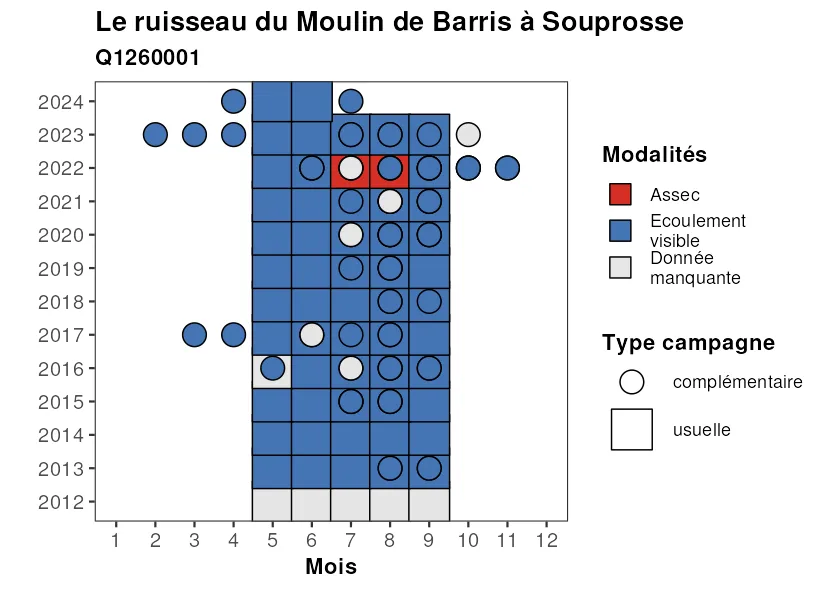 Le ruisseau du Moulin de Barris à Souprosse
Q1260001
2024
2023
2022
2021
2020
2019
2018
2017
2016
2015
2014
2013
2012
1 2 3 4 5 6 7 8 9 10 11 12
Mois
Modalités
Assec
Ecoulement
visible
Donnée
manquante
Type campagne
complémentaire
usuelle